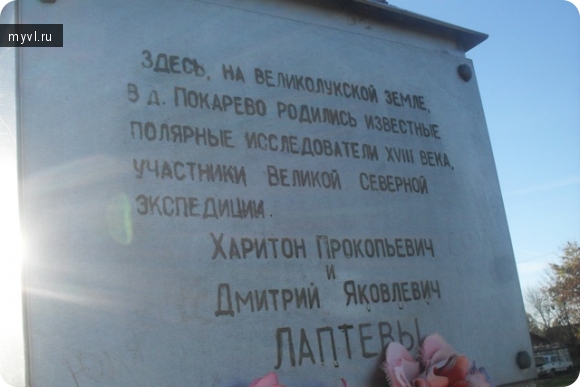 myvl.ru
ЗДЕСЬ, НА ВЕЛИКОЛУКСКОЙ ЗЕМЛЕ,
В Д. ПОКАРЕВО РОДИЛИСЬ ИЗВЕСТНЫЕ
ПОЛЯРНЫЕ ИССЛЕДОВАТЕЛИ XVIII ВЕКА,
УЧАСТНИКИ ВЕЛИКОЙ СЕВЕРНОЙ
ЭКСПЕДИЦИИ.
ХАРИТОН ПРОКОПЬЕВИЧ
И
ДМИТРИЙ ЯКОВЛЕВИЧ
ЛАПТЕВЫ